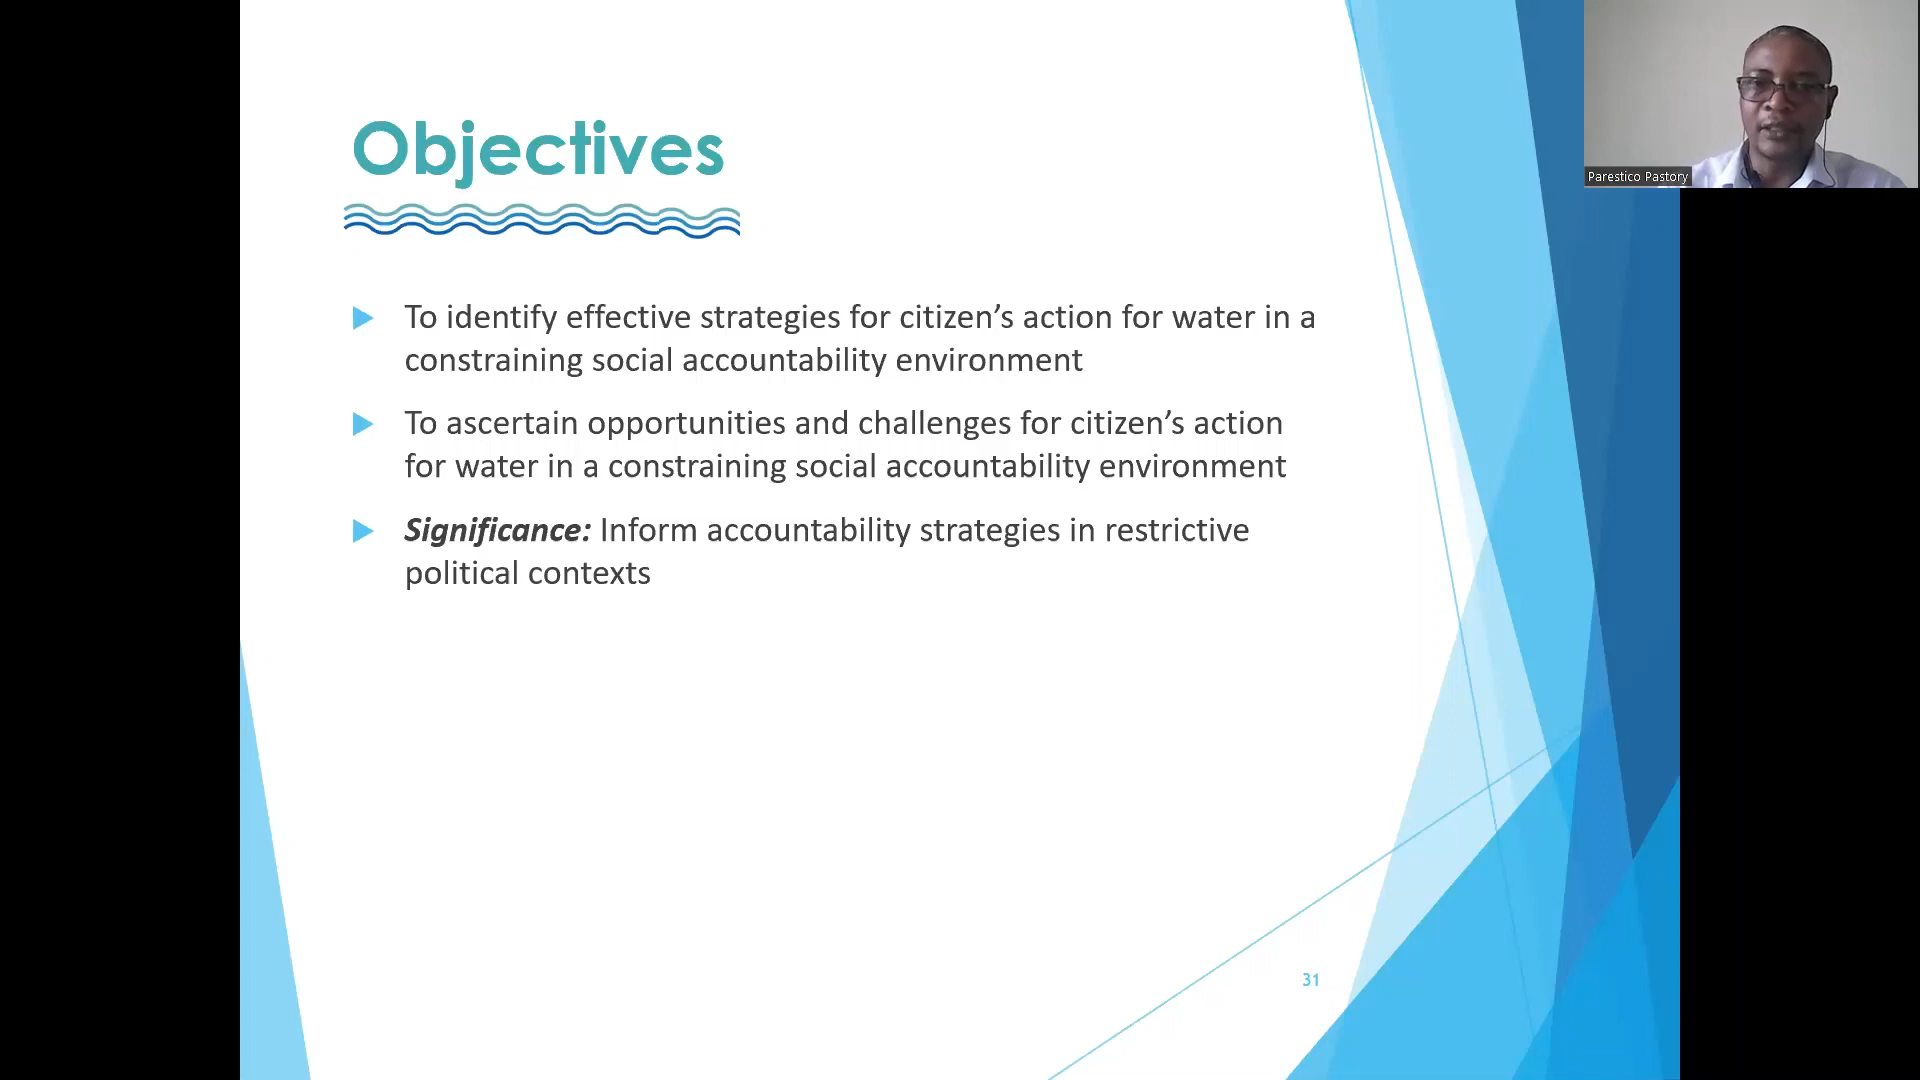 Objectives
To identify effective strategies for citizen’s action for water in a
constraining social accountability environment
To ascertain opportunities and challenges for citizen’s action
for water in a constraining social accountability environment
Significance: Inform accountability strategies in restrictive
political contexts
31
Parestico Pastory